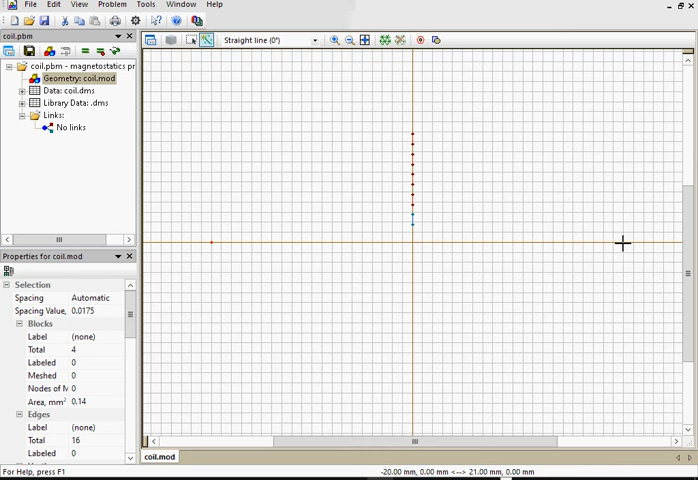 File Edit View Problem Tools Window Help
coil.pbm
Straight line (0°)
coil.pbm - magnetostatics pr
Geometry: coil.mod
Data: coil.dms
Library Data: .dms
Links:
No links
Properties for coil.mod
Selection
Spacing Automatic
Spacing Value, 0.0175
Blocks
Label (none)
Total 4
Labeled 0
Meshed 0
Nodes of M 0
Area, mm² 0.14
Edges
Label (none)
Total 16
Labeled 0
coil.mod
For Help, press F1
-20.00 mm, 0.00 mm <--> 21.00 mm, 0.00 mm